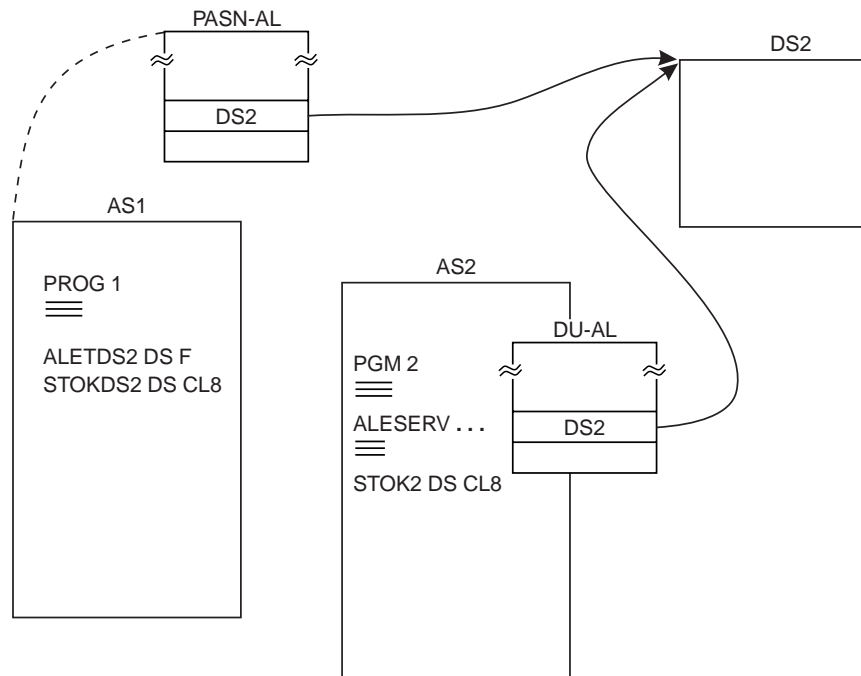 PASN-AL
DS2
DS2
AS1
PROG 1
ALETDS2 DS F
STOKDS2 DS CL8
AS2
DU-AL
PGM 2
ALESERV . . .
DS2
STOK2 DS CL8